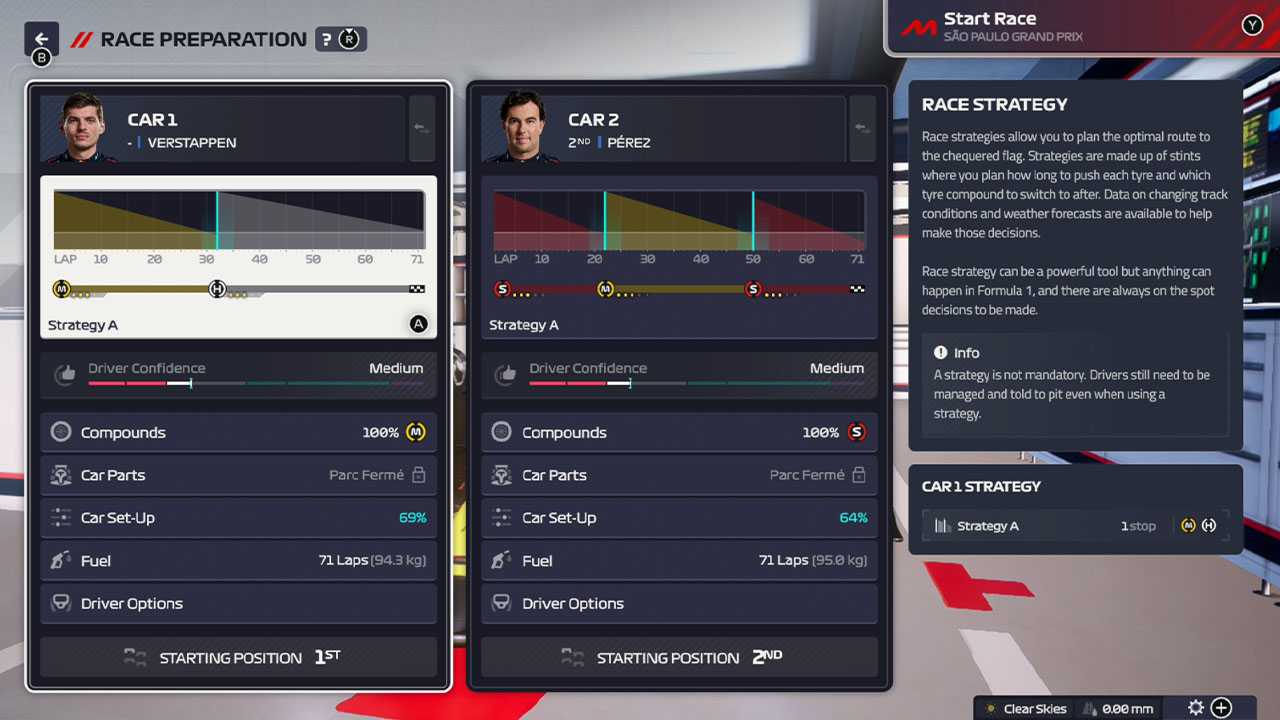 B
RACE PREPARATION
? R
Start Race
SÃO PAULO GRAND PRIX
Y
CAR 1
- | VERSTAPPEN
LAP 10 20 30 40 50 60 71
M H
Strategy A
A
Driver Confidence Medium
Compounds 100% M
Car Parts Parc Fermé
Car Set-Up 69%
Fuel 71 Laps (94.3 kg)
Driver Options
STARTING POSITION 1ST
CAR 2
2ND | PÉREZ
LAP 10 20 30 40 50 60 71
S M S
Strategy A
Driver Confidence Medium
Compounds 100% S
Car Parts Parc Fermé
Car Set-Up 64%
Fuel 71 Laps (95.0 kg)
Driver Options
STARTING POSITION 2ND
RACE STRATEGY
Race strategies allow you to plan the optimal route to
the chequered flag. Strategies are made up of stints
where you plan how long to push each tyre and which
tyre compound to switch to after. Data on changing track
conditions and weather forecasts are available to help
make those decisions.
Race strategy can be a powerful tool but anything can
happen in Formula 1, and there are always on the spot
decisions to be made.
! Info
A strategy is not mandatory. Drivers still need to be
managed and told to pit even when using a
strategy.
CAR 1 STRATEGY
Strategy A 1 stop M H
Clear Skies 0.00 mm +